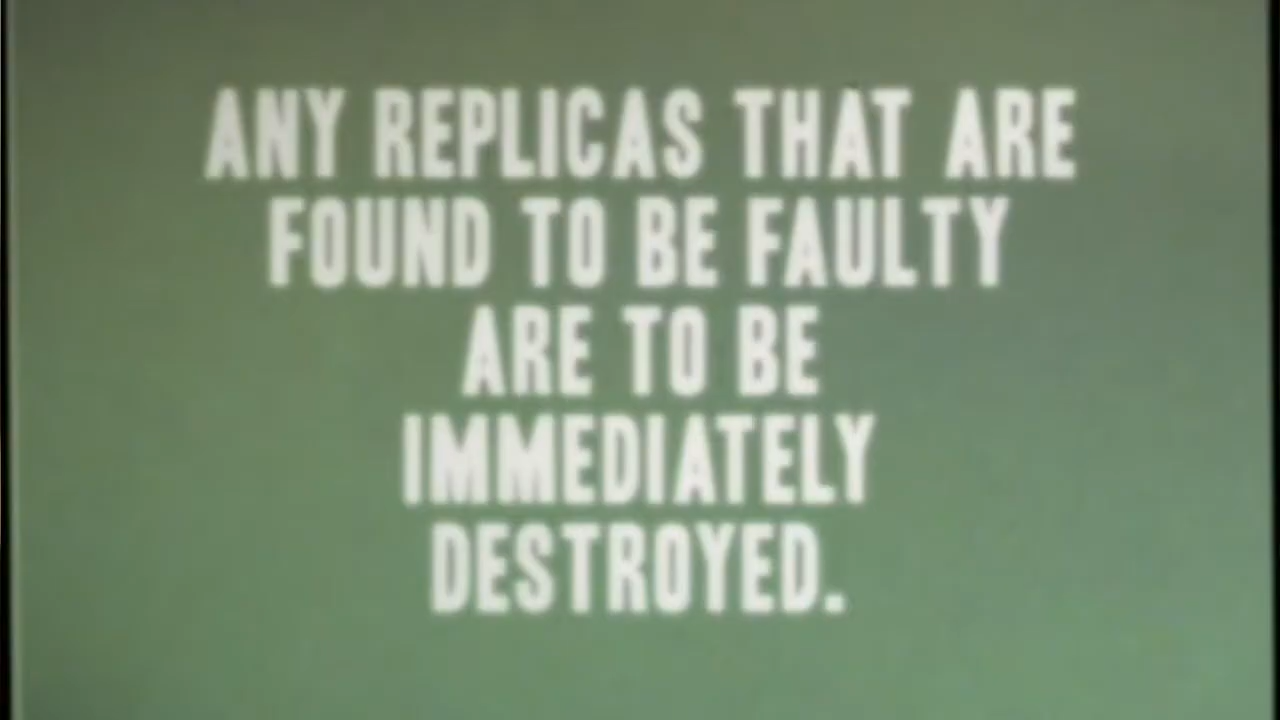 ANY REPLICAS THAT ARE
FOUND TO BE FAULTY
ARE TO BE
IMMEDIATELY
DESTROYED.